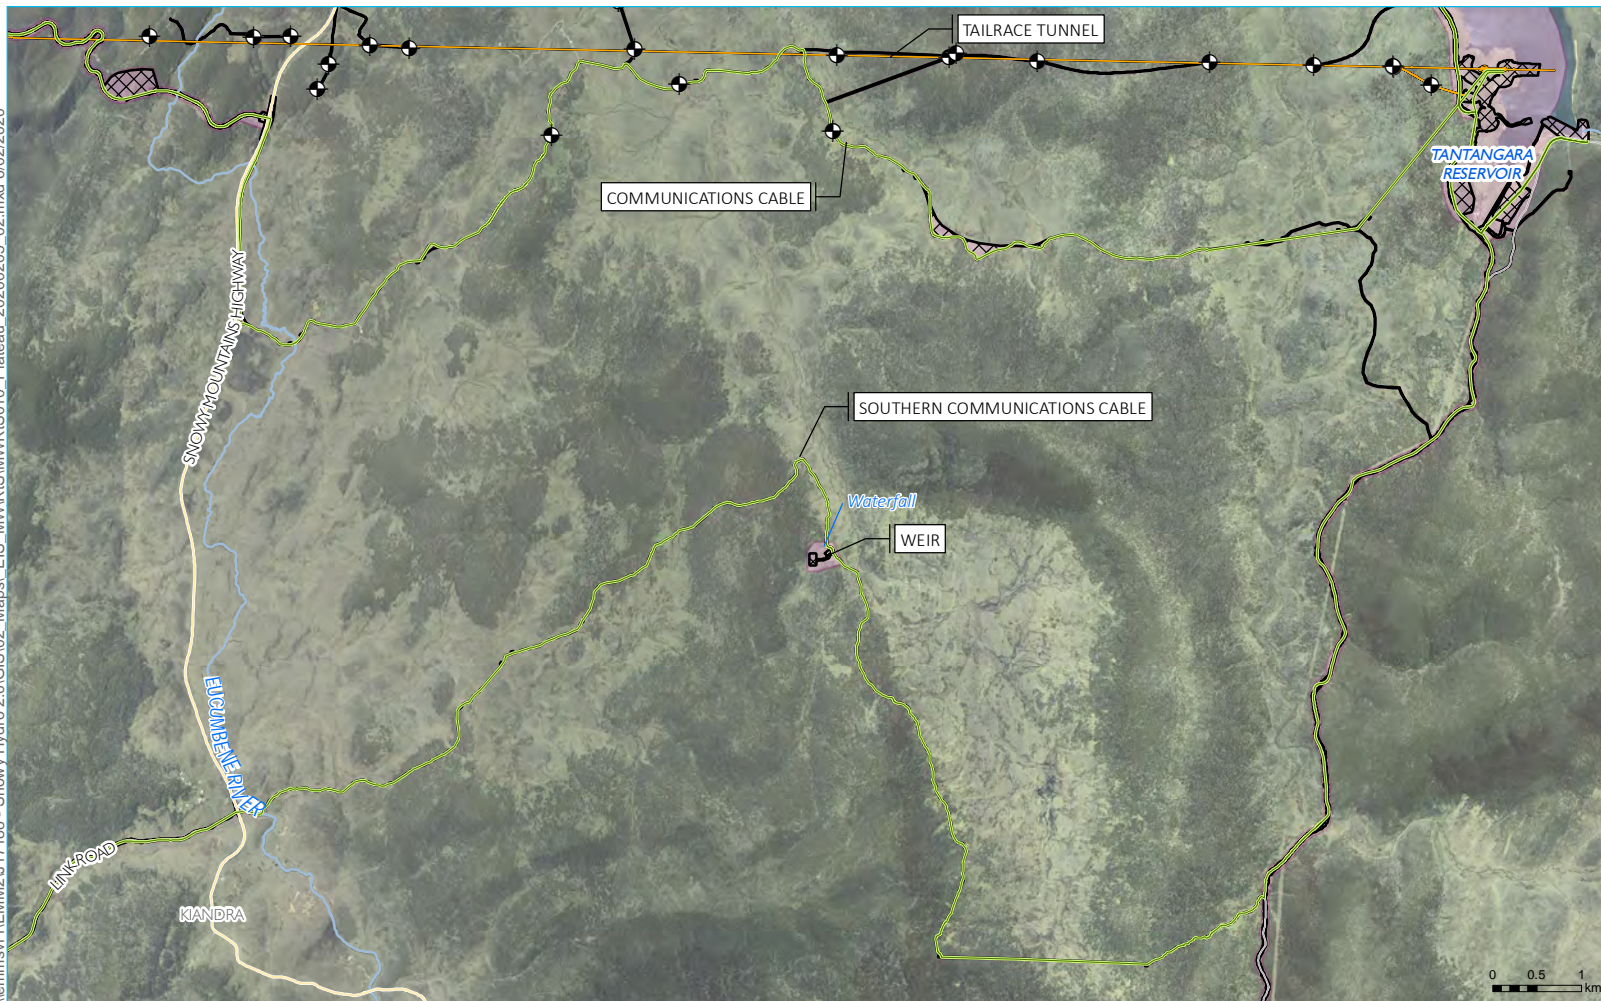 TAILRACE TUNNEL
TANTANGARA
RESERVOIR
COMMUNICATIONS CABLE
SNOWY MOUNTAINS HIGHWAY
SOUTHERN COMMUNICATIONS CABLE
Waterfall
WEIR
EUCUMBENE RIVER
LINK ROAD
KIANDRA
0 0.5 1
km